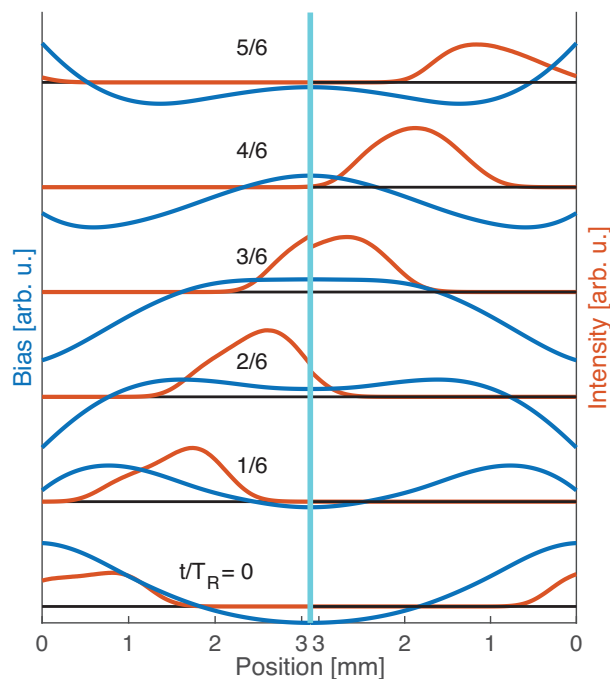 5/6
4/6
3/6
2/6
1/6
t/T_R = 0
Bias [arb. u.]
Intensity [arb. u.]
0 1 2 3 3 2 1 0
Position [mm]